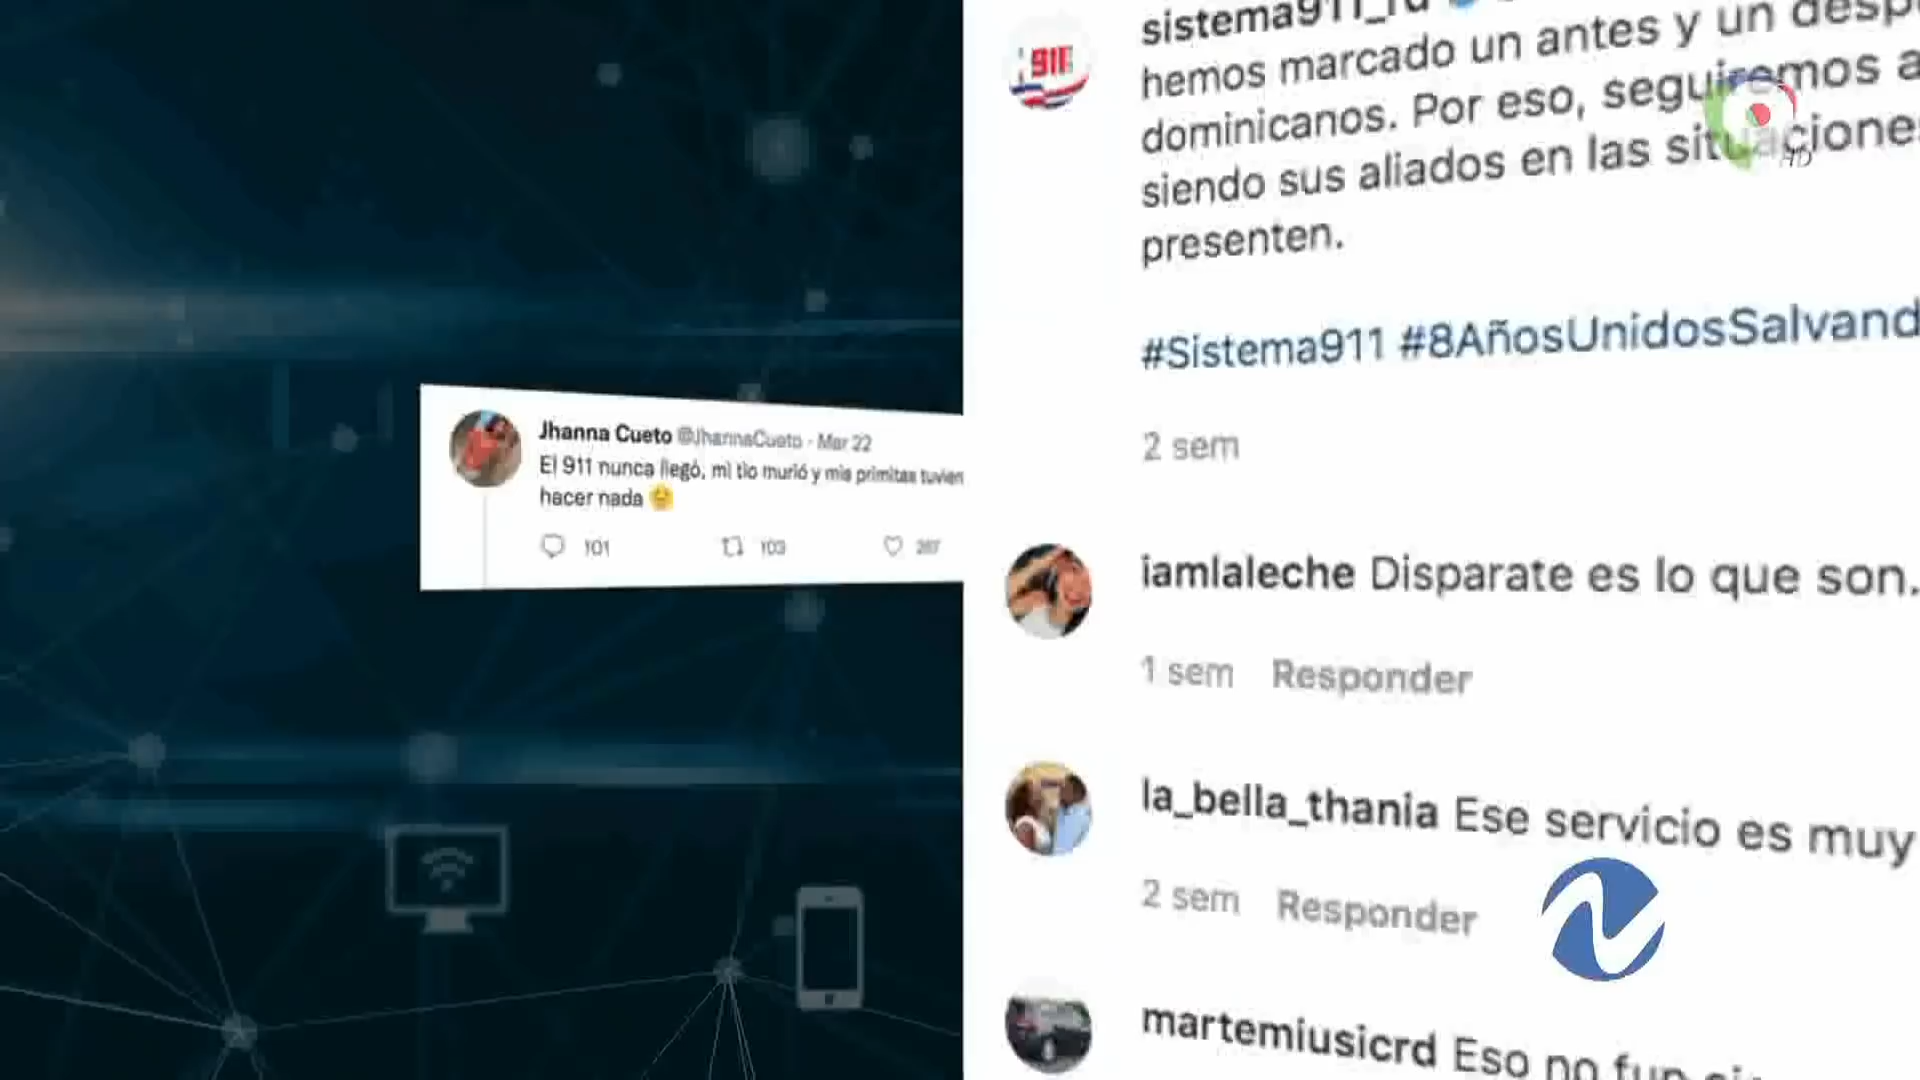 Jhanna Cueto @JhannaCueto · Mar 22
El 911 nunca llegó, mi tio murió y mis primitas tuvier
hacer nada
101 103 267
911
hemos marcado un antes y un desp
dominicanos. Por eso, seguiremos a
siendo sus aliados en las situacione
presenten.
#Sistema911 #8AñosUnidosSalvand
2 sem
iamlaleche Disparate es lo que son.
1 sem Responder
la_bella_thania Ese servicio es muy
2 sem Responder
martemiusicrd Eso no
HD